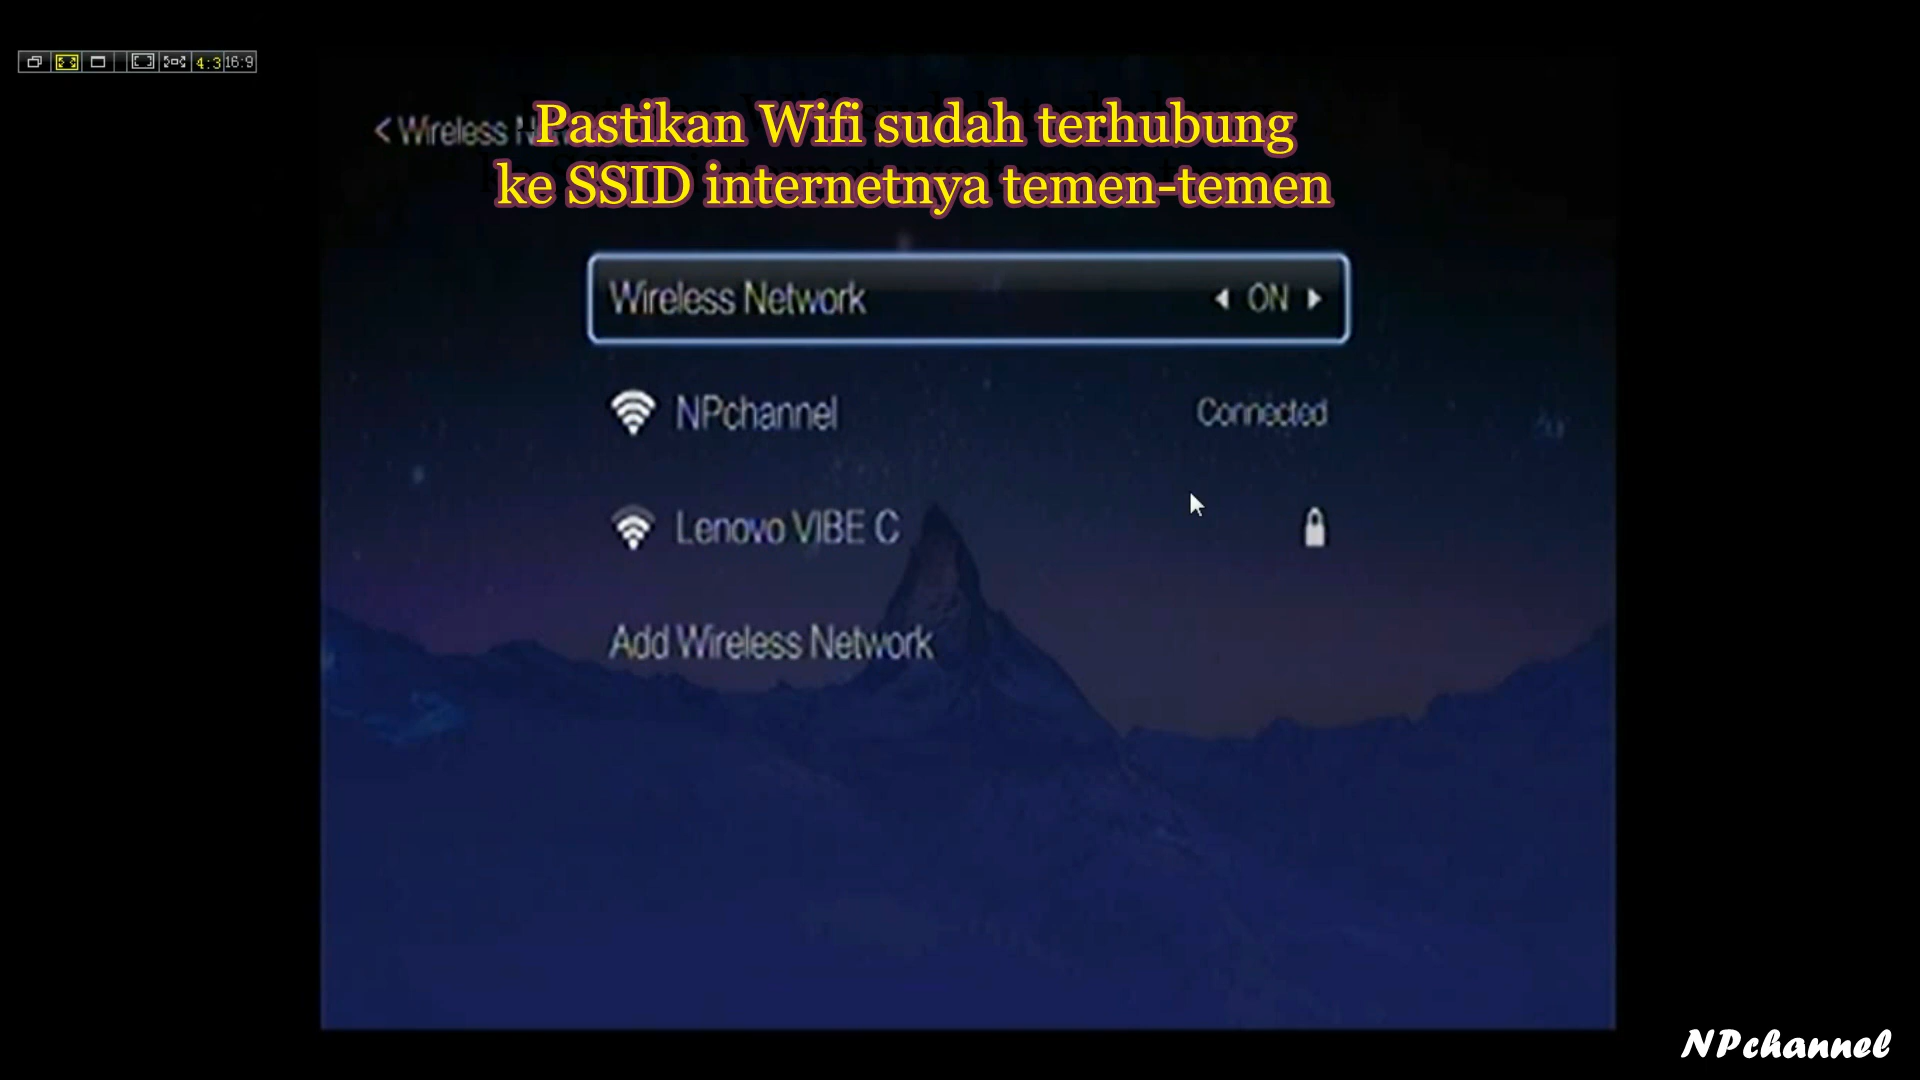 4:3 16:9
< Wireless N
Pastikan Wifi sudah terhubung
ke SSID internetnya temen-temen
Wireless Network ON
NPchannel Connected
Lenovo VIBE C
Add Wireless Network
NPchannel